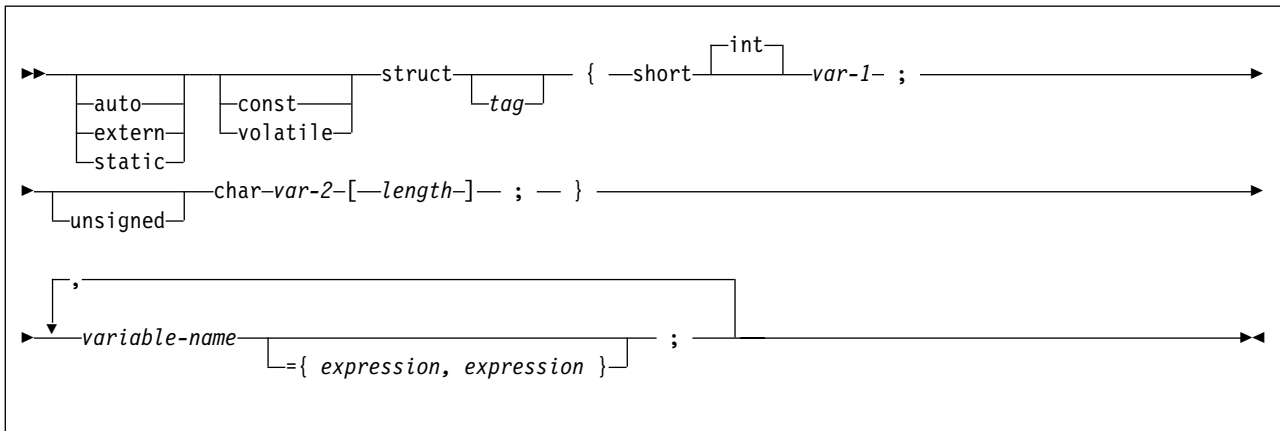 int
struct { short var-1 ;
auto const tag
extern volatile
static
char var-2 [ length ] ; }
unsigned
,
variable-name ;
={ expression, expression }